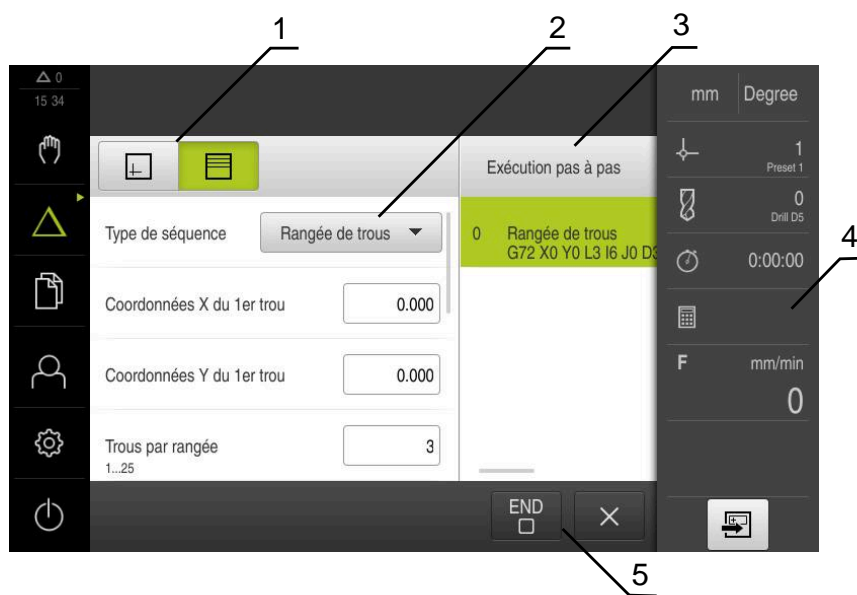 1
2
3
0
15 34
mm Degree
1
Preset 1
Exécution pas à pas
0
Drill D5
Type de séquence
Rangée de trous
0 Rangée de trous
G72 X0 Y0 L3 I6 J0
4
0:00:00
Coordonnées X du 1er trou
0.000
F mm/min
0
Coordonnées Y du 1er trou
0.000
Trous par rangée
3
1...25
END
5